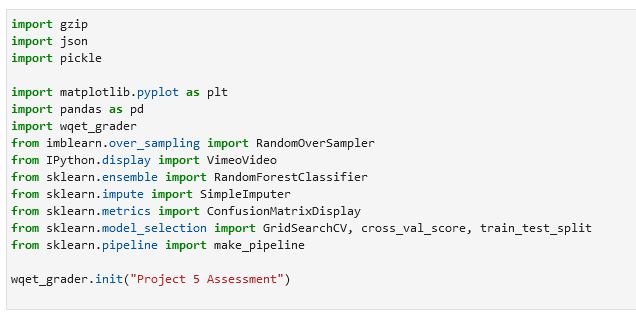 import gzip
import json
import pickle
import matplotlib.pyplot as plt
import pandas as pd
import wqet_grader
from imblearn.over_sampling import RandomOverSampler
from IPython.display import VimeoVideo
from sklearn.ensemble import RandomForestClassifier
from sklearn.impute import SimpleImputer
from sklearn.metrics import ConfusionMatrixDisplay
from sklearn.model_selection import GridSearchCV, cross_val_score, train_test_split
from sklearn.pipeline import make_pipeline
wqet_grader.init("Project 5 Assessment")